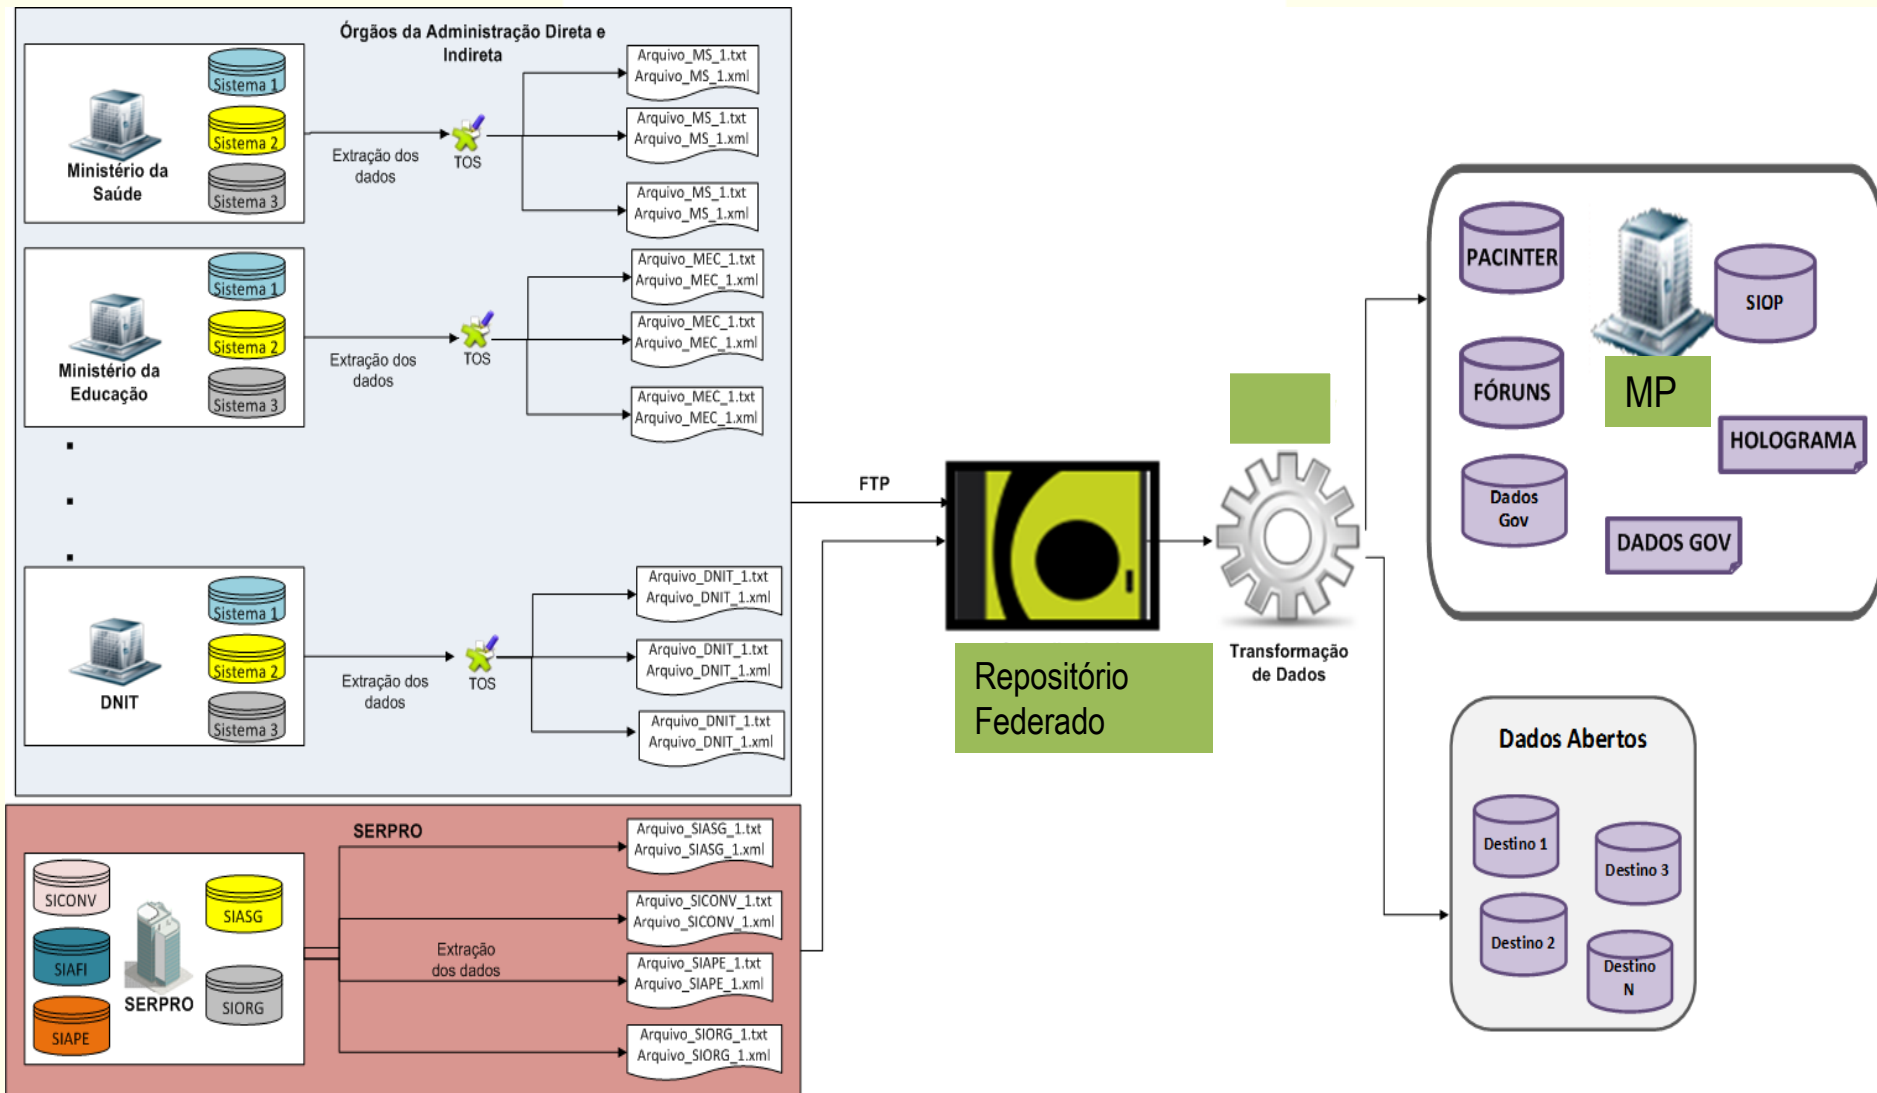 Órgãos da Administração Direta e
Indireta
Sistema 1
Sistema 2
Sistema 3
Ministério da
Saúde
Extração dos
dados
TOS
Arquivo_MS_1.txt
Arquivo_MS_1.xml
Arquivo_MS_1.txt
Arquivo_MS_1.xml
Arquivo_MS_1.txt
Arquivo_MS_1.xml
Sistema 1
Sistema 2
Sistema 3
Ministério da
Educação
Extração dos
dados
TOS
Arquivo_MEC_1.txt
Arquivo_MEC_1.xml
Arquivo_MEC_1.txt
Arquivo_MEC_1.xml
Arquivo_MEC_1.txt
Arquivo_MEC_1.xml
Sistema 1
Sistema 2
Sistema 3
DNIT
Extração dos
dados
TOS
Arquivo_DNIT_1.txt
Arquivo_DNIT_1.xml
Arquivo_DNIT_1.txt
Arquivo_DNIT_1.xml
Arquivo_DNIT_1.txt
Arquivo_DNIT_1.xml
SERPRO
SICONV
SIAFI
SIAPE
SERPRO
SIASG
SIORG
Extração
dos dados
Arquivo_SIASG_1.txt
Arquivo_SIASG_1.xml
Arquivo_SICONV_1.txt
Arquivo_SICONV_1.xml
Arquivo_SIAPE_1.txt
Arquivo_SIAPE_1.xml
Arquivo_SIORG_1.txt
Arquivo_SIORG_1.xml
FTP
Repositório
Federado
Transformação
de Dados
PACINTER
SIOP
FÓRUNS
MP
HOLOGRAMA
Dados
Gov
DADOS GOV
Dados Abertos
Destino 1
Destino 3
Destino 2
Destino
N